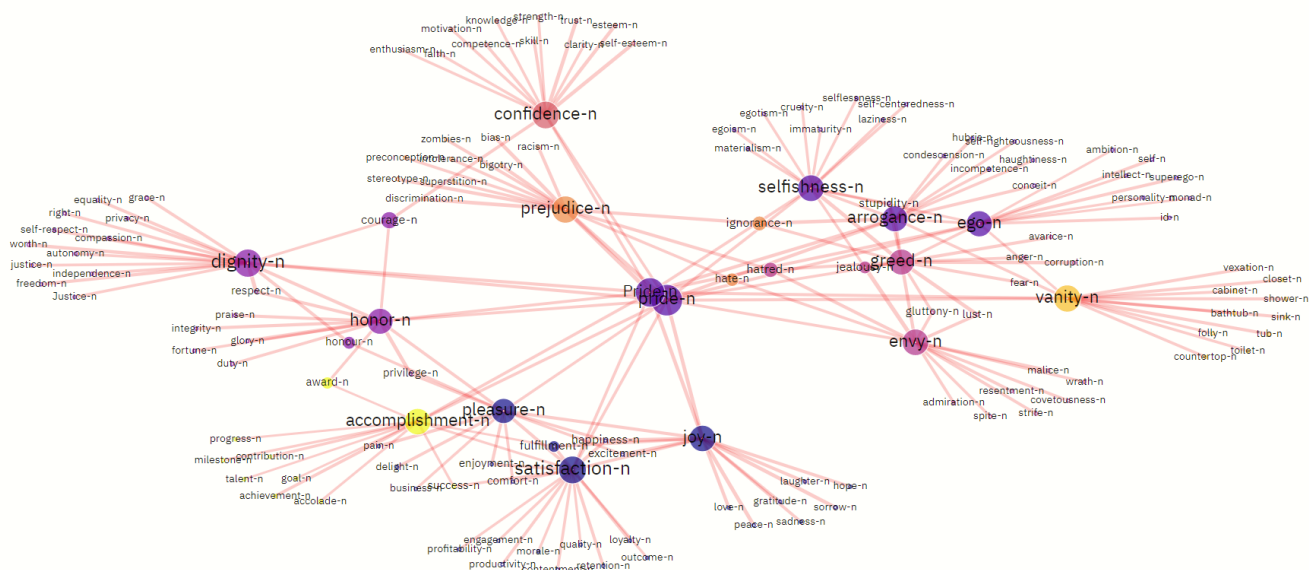 strength-n
knowledge-n
trust-n
esteem-n
motivation-n
enthusiasm-n
faith-n
competence-n
skill-n
clarity-n
self-esteem-n
confidence-n
zombies-n
bias-n
racism-n
preconception-n
intolerance-n
bigotry-n
stereotype-n
superstition-n
discrimination-n
prejudice-n
courage-n
selflessness-n
self-centeredness-n
egotism-n
cruelty-n
laziness-n
egoism-n
immaturity-n
materialism-n
selfishness-n
hubris-n
self-righteousness-n
condescension-n
haughtiness-n
incompetence-n
conceit-n
stupidity-n
arrogance-n
ambition-n
self-n
intellect-n
superego-n
personality-n
monad-n
id-n
ego-n
ignorance-n
avarice-n
anger-n
corruption-n
fear-n
greed-n
jealousy-n
hatred-n
hate-n
equality-n
grace-n
right-n
privacy-n
self-respect-n
compassion-n
worth-n
autonomy-n
justice-n
independence-n
freedom-n
Justice-n
dignity-n
respect-n
Pride-n
pride-n
vanity-n
vexation-n
closet-n
cabinet-n
shower-n
bathtub-n
sink-n
folly-n
tub-n
toilet-n
countertop-n
gluttony-n
lust-n
envy-n
malice-n
wrath-n
resentment-n
covetousness-n
admiration-n
spite-n
strife-n
praise-n
integrity-n
glory-n
fortune-n
duty-n
honor-n
honour-n
award-n
privilege-n
pleasure-n
accomplishment-n
progress-n
contribution-n
milestone-n
talent-n
goal-n
achievement-n
accolade-n
pain-n
delight-n
business-n
success-n
enjoyment-n
comfort-n
fulfillment-n
happiness-n
excitement-n
satisfaction-n
joy-n
laughter-n
hope-n
gratitude-n
sorrow-n
love-n
peace-n
sadness-n
engagement-n
profitability-n
morale-n
quality-n
loyalty-n
outcome-n
productivity-n
contentment-n
retention-n